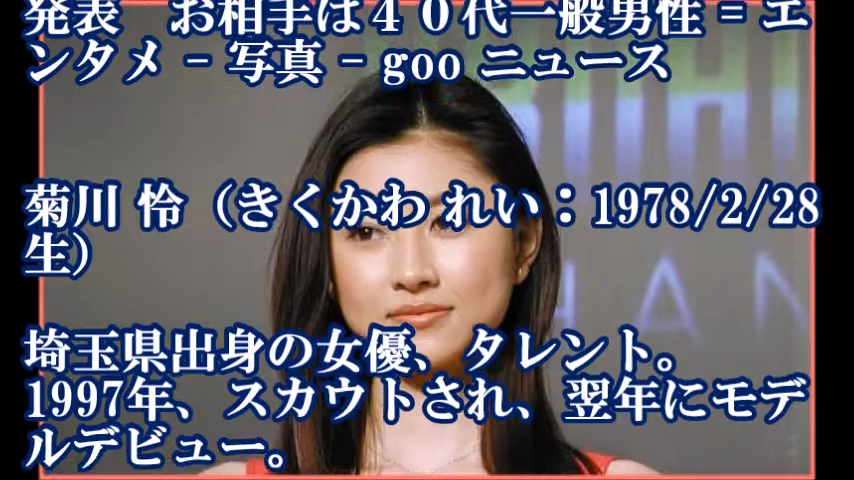 発表　お相手は４０代一般男性 = エ
ンタメ - 写真 - goo ニュース
菊川 怜（きくかわ れい：1978/2/28
生）
埼玉県出身の女優、タレント。
1997年、スカウトされ、翌年にモデ
ルデビュー。